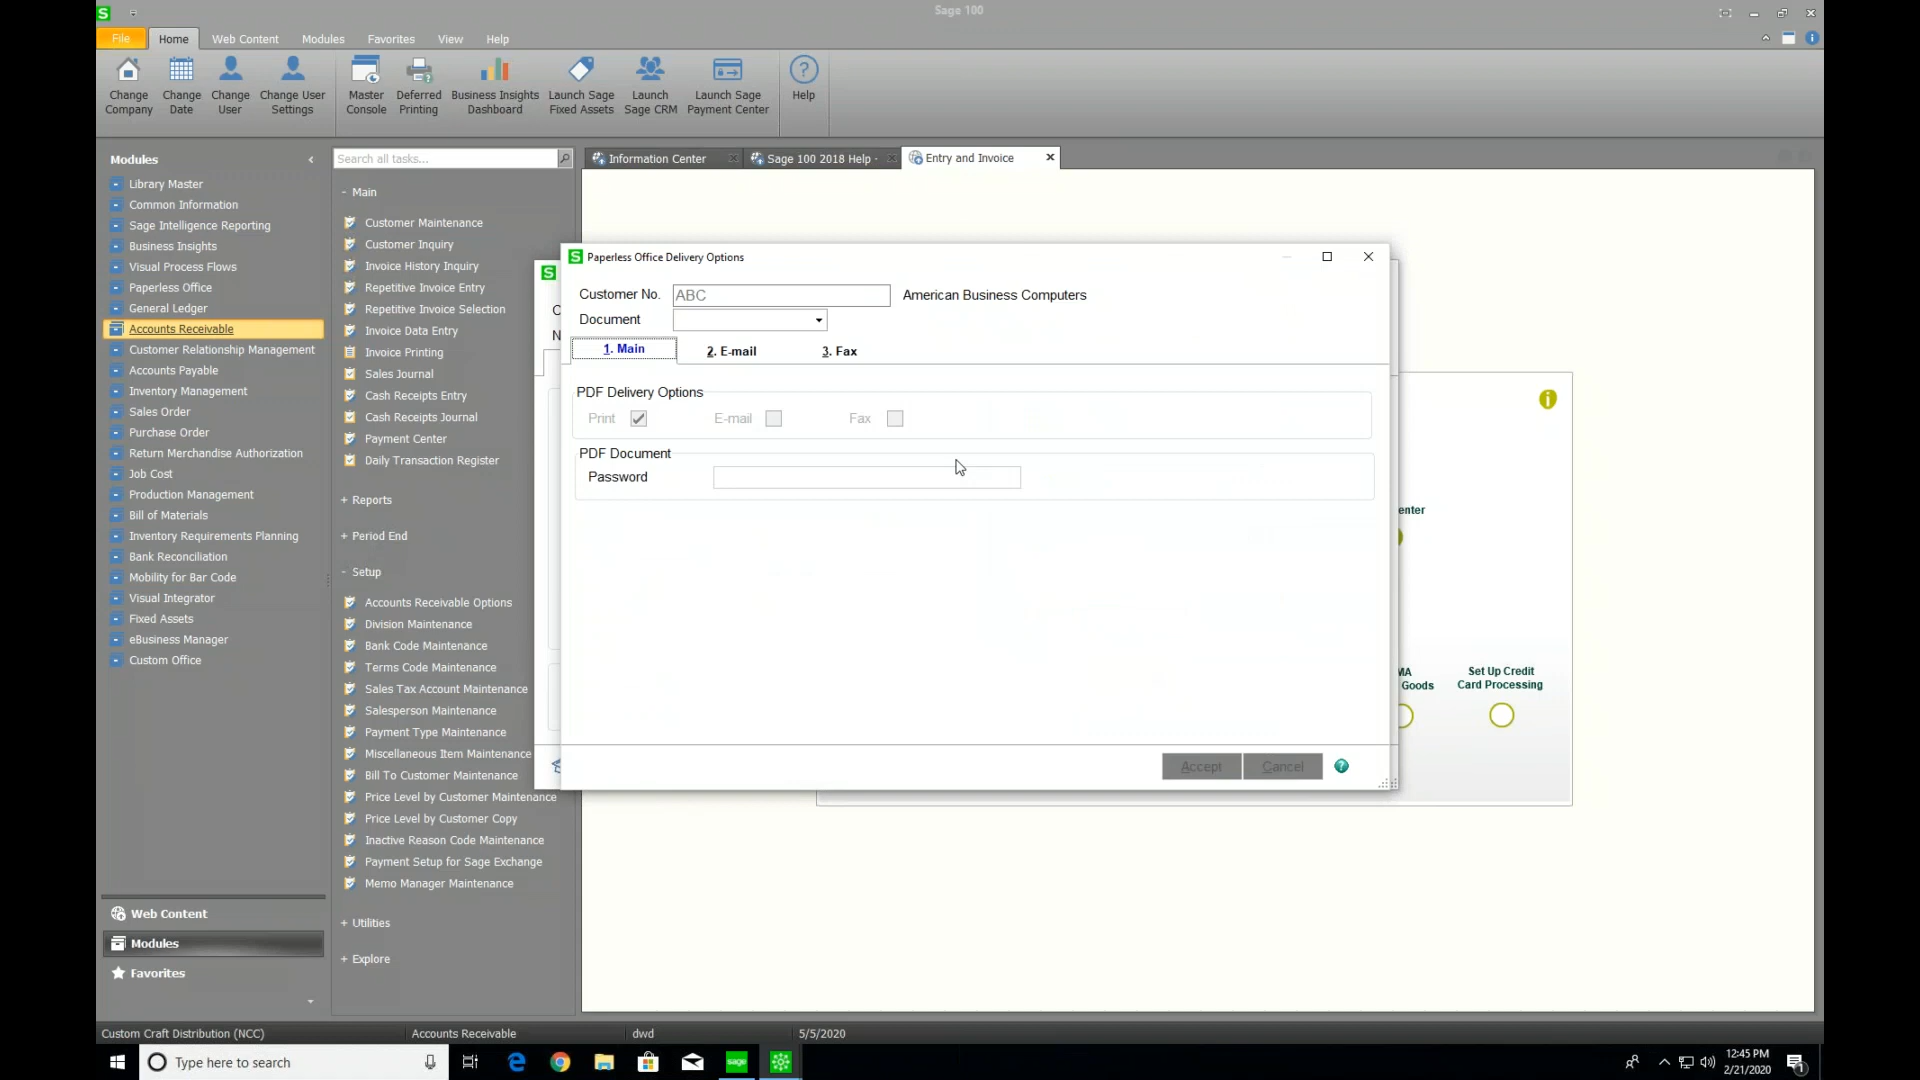 Sage 100
File
Home
Web Content
Modules
Favorites
View
Help
Change Company
Change Date
Change User
Change User Settings
Master Console
Deferred Printing
Business Insights Dashboard
Launch Sage Fixed Assets
Launch Sage CRM
Launch Sage Payment Center
Help
Modules
Library Master
Common Information
Sage Intelligence Reporting
Business Insights
Visual Process Flows
Paperless Office
General Ledger
Accounts Receivable
Customer Relationship Management
Accounts Payable
Inventory Management
Sales Order
Purchase Order
Return Merchandise Authorization
Job Cost
Production Management
Bill of Materials
Inventory Requirements Planning
Bank Reconciliation
Mobility for Bar Code
Visual Integrator
Fixed Assets
eBusiness Manager
Custom Office
Web Content
Modules
Favorites
Search all tasks...
- Main
Customer Maintenance
Customer Inquiry
Invoice History Inquiry
Repetitive Invoice Entry
Repetitive Invoice Selection
Invoice Data Entry
Invoice Printing
Sales Journal
Cash Receipts Entry
Cash Receipts Journal
Payment Center
Daily Transaction Register
+ Reports
+ Period End
- Setup
Accounts Receivable Options
Division Maintenance
Bank Code Maintenance
Terms Code Maintenance
Sales Tax Account Maintenance
Salesperson Maintenance
Payment Type Maintenance
Miscellaneous Item Maintenance
Bill To Customer Maintenance
Price Level by Customer Maintenance
Price Level by Customer Copy
Inactive Reason Code Maintenance
Payment Setup for Sage Exchange
Memo Manager Maintenance
+ Utilities
+ Explore
Information Center
Sage 100 2018 Help -
Entry and Invoice
S
S Paperless Office Delivery Options
Customer No. ABC American Business Computers
Document
1. Main
2. E-mail
3. Fax
PDF Delivery Options
Print
E-mail
Fax
PDF Document
Password
Accept
Cancel
enter
MA
Goods
Set Up Credit
Card Processing
Custom Craft Distribution (NCC)
Accounts Receivable
dwd
5/5/2020
Type here to search
sage
12:45 PM
2/21/2020
1